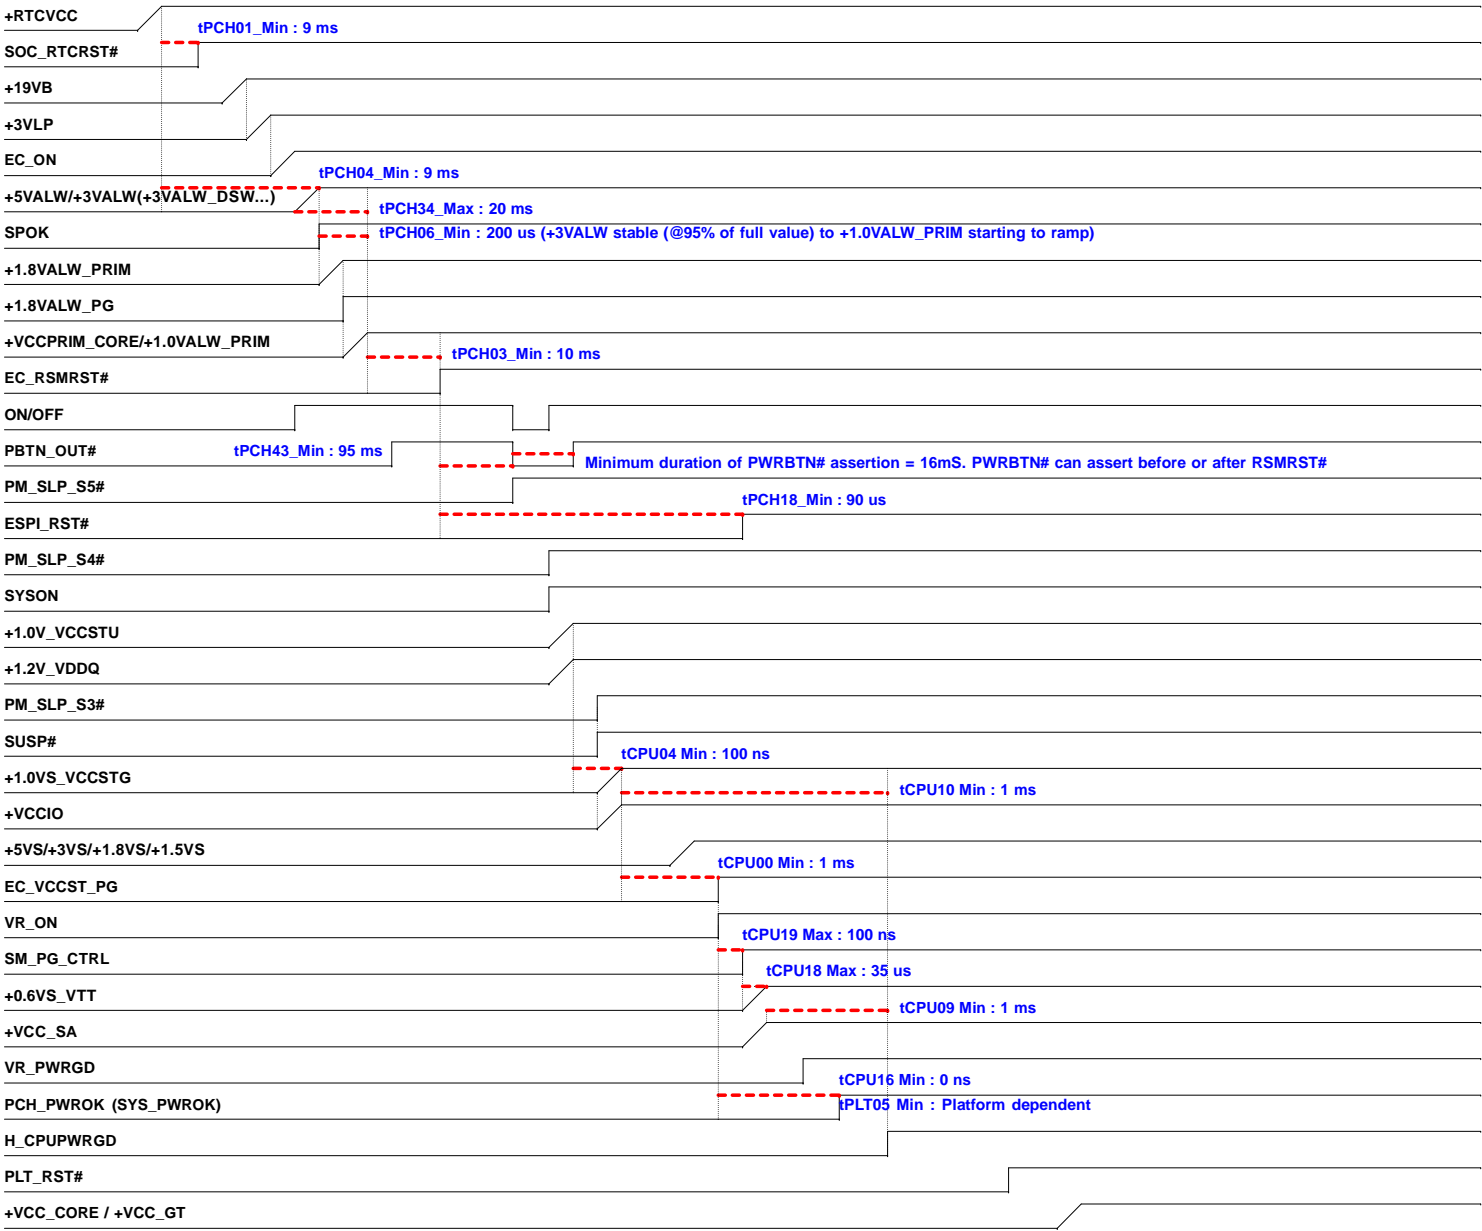 +RTCVCC
tPCH01_Min : 9 ms
SOC_RTCRST#
+19VB
+3VLP
EC_ON
tPCH04_Min : 9 ms
+5VALW/+3VALW(+3VALW_DSW...)
tPCH34_Max : 20 ms
SPOK
tPCH06_Min : 200 us (+3VALW stable (@95% of full value) to +1.0VALW_PRIM starting to ramp)
+1.8VALW_PRIM
+1.8VALW_PG
+VCCPRIM_CORE/+1.0VALW_PRIM
tPCH03_Min : 10 ms
EC_RSMRST#
ON/OFF
PBTN_OUT#
tPCH43_Min : 95 ms
Minimum duration of PWRBTN# assertion = 16mS. PWRBTN# can assert before or after RSMRST#
PM_SLP_S5#
tPCH18_Min : 90 us
ESPI_RST#
PM_SLP_S4#
SYSON
+1.0V_VCCSTU
+1.2V_VDDQ
PM_SLP_S3#
SUSP#
tCPU04 Min : 100 ns
+1.0VS_VCCSTG
tCPU10 Min : 1 ms
+VCCIO
+5VS/+3VS/+1.8VS/+1.5VS
tCPU00 Min : 1 ms
EC_VCCST_PG
VR_ON
tCPU19 Max : 100 ns
SM_PG_CTRL
tCPU18 Max : 35 us
+0.6VS_VTT
tCPU09 Min : 1 ms
+VCC_SA
VR_PWRGD
tCPU16 Min : 0 ns
PCH_PWROK (SYS_PWROK)
tPLT05 Min : Platform dependent
H_CPUPWRGD
PLT_RST#
+VCC_CORE / +VCC_GT